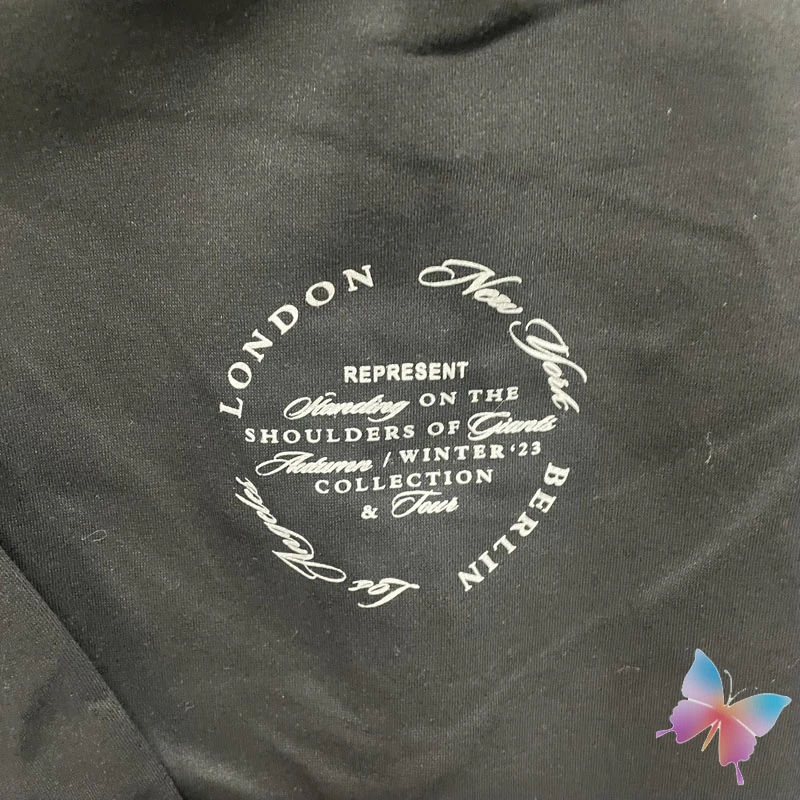 LONDON
New York
BERLIN
Los Angeles
REPRESENT
Standing ON THE
SHOULDERS OF Giants
Autumn / WINTER '23
COLLECTION
& Tour